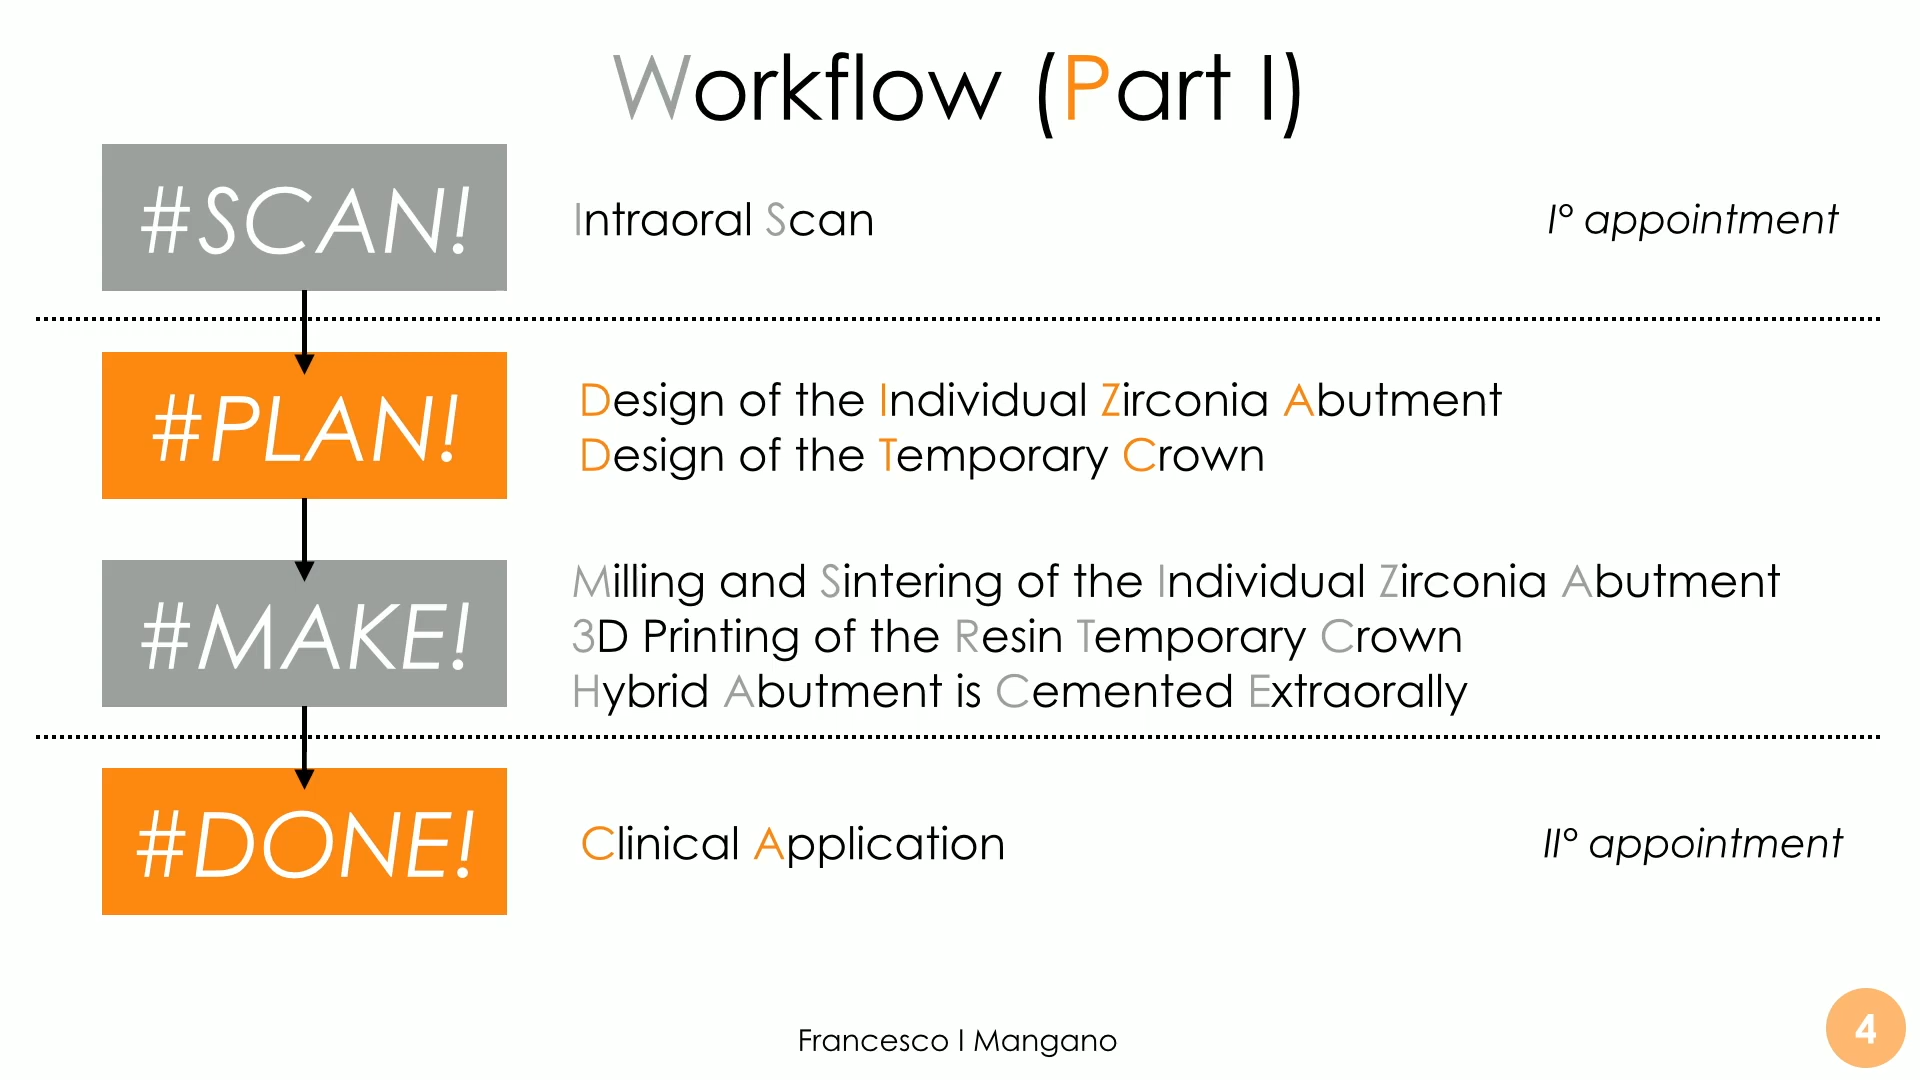 Workflow (Part I)
#SCAN!
Intraoral Scan
I° appointment
#PLAN!
Design of the Individual Zirconia Abutment
Design of the Temporary Crown
#MAKE!
Milling and Sintering of the Individual Zirconia Abutment
3D Printing of the Resin Temporary Crown
Hybrid Abutment is Cemented Extraorally
#DONE!
Clinical Application
II° appointment
Francesco I Mangano
4